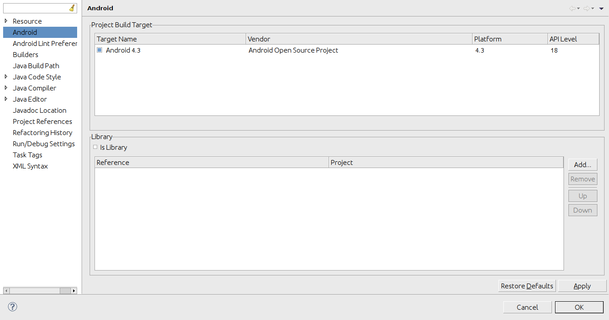 Android
Resource
Android
Android Lint Preferen
Builders
Java Build Path
Java Code Style
Java Compiler
Java Editor
Javadoc Location
Project References
Refactoring History
Run/Debug Settings
Task Tags
XML Syntax
Project Build Target
Target Name Vendor Platform API Level
Android 4.3 Android Open Source Project 4.3 18
Library
Is Library
Reference Project
Add...
Remove
Up
Down
Restore Defaults Apply
Cancel OK